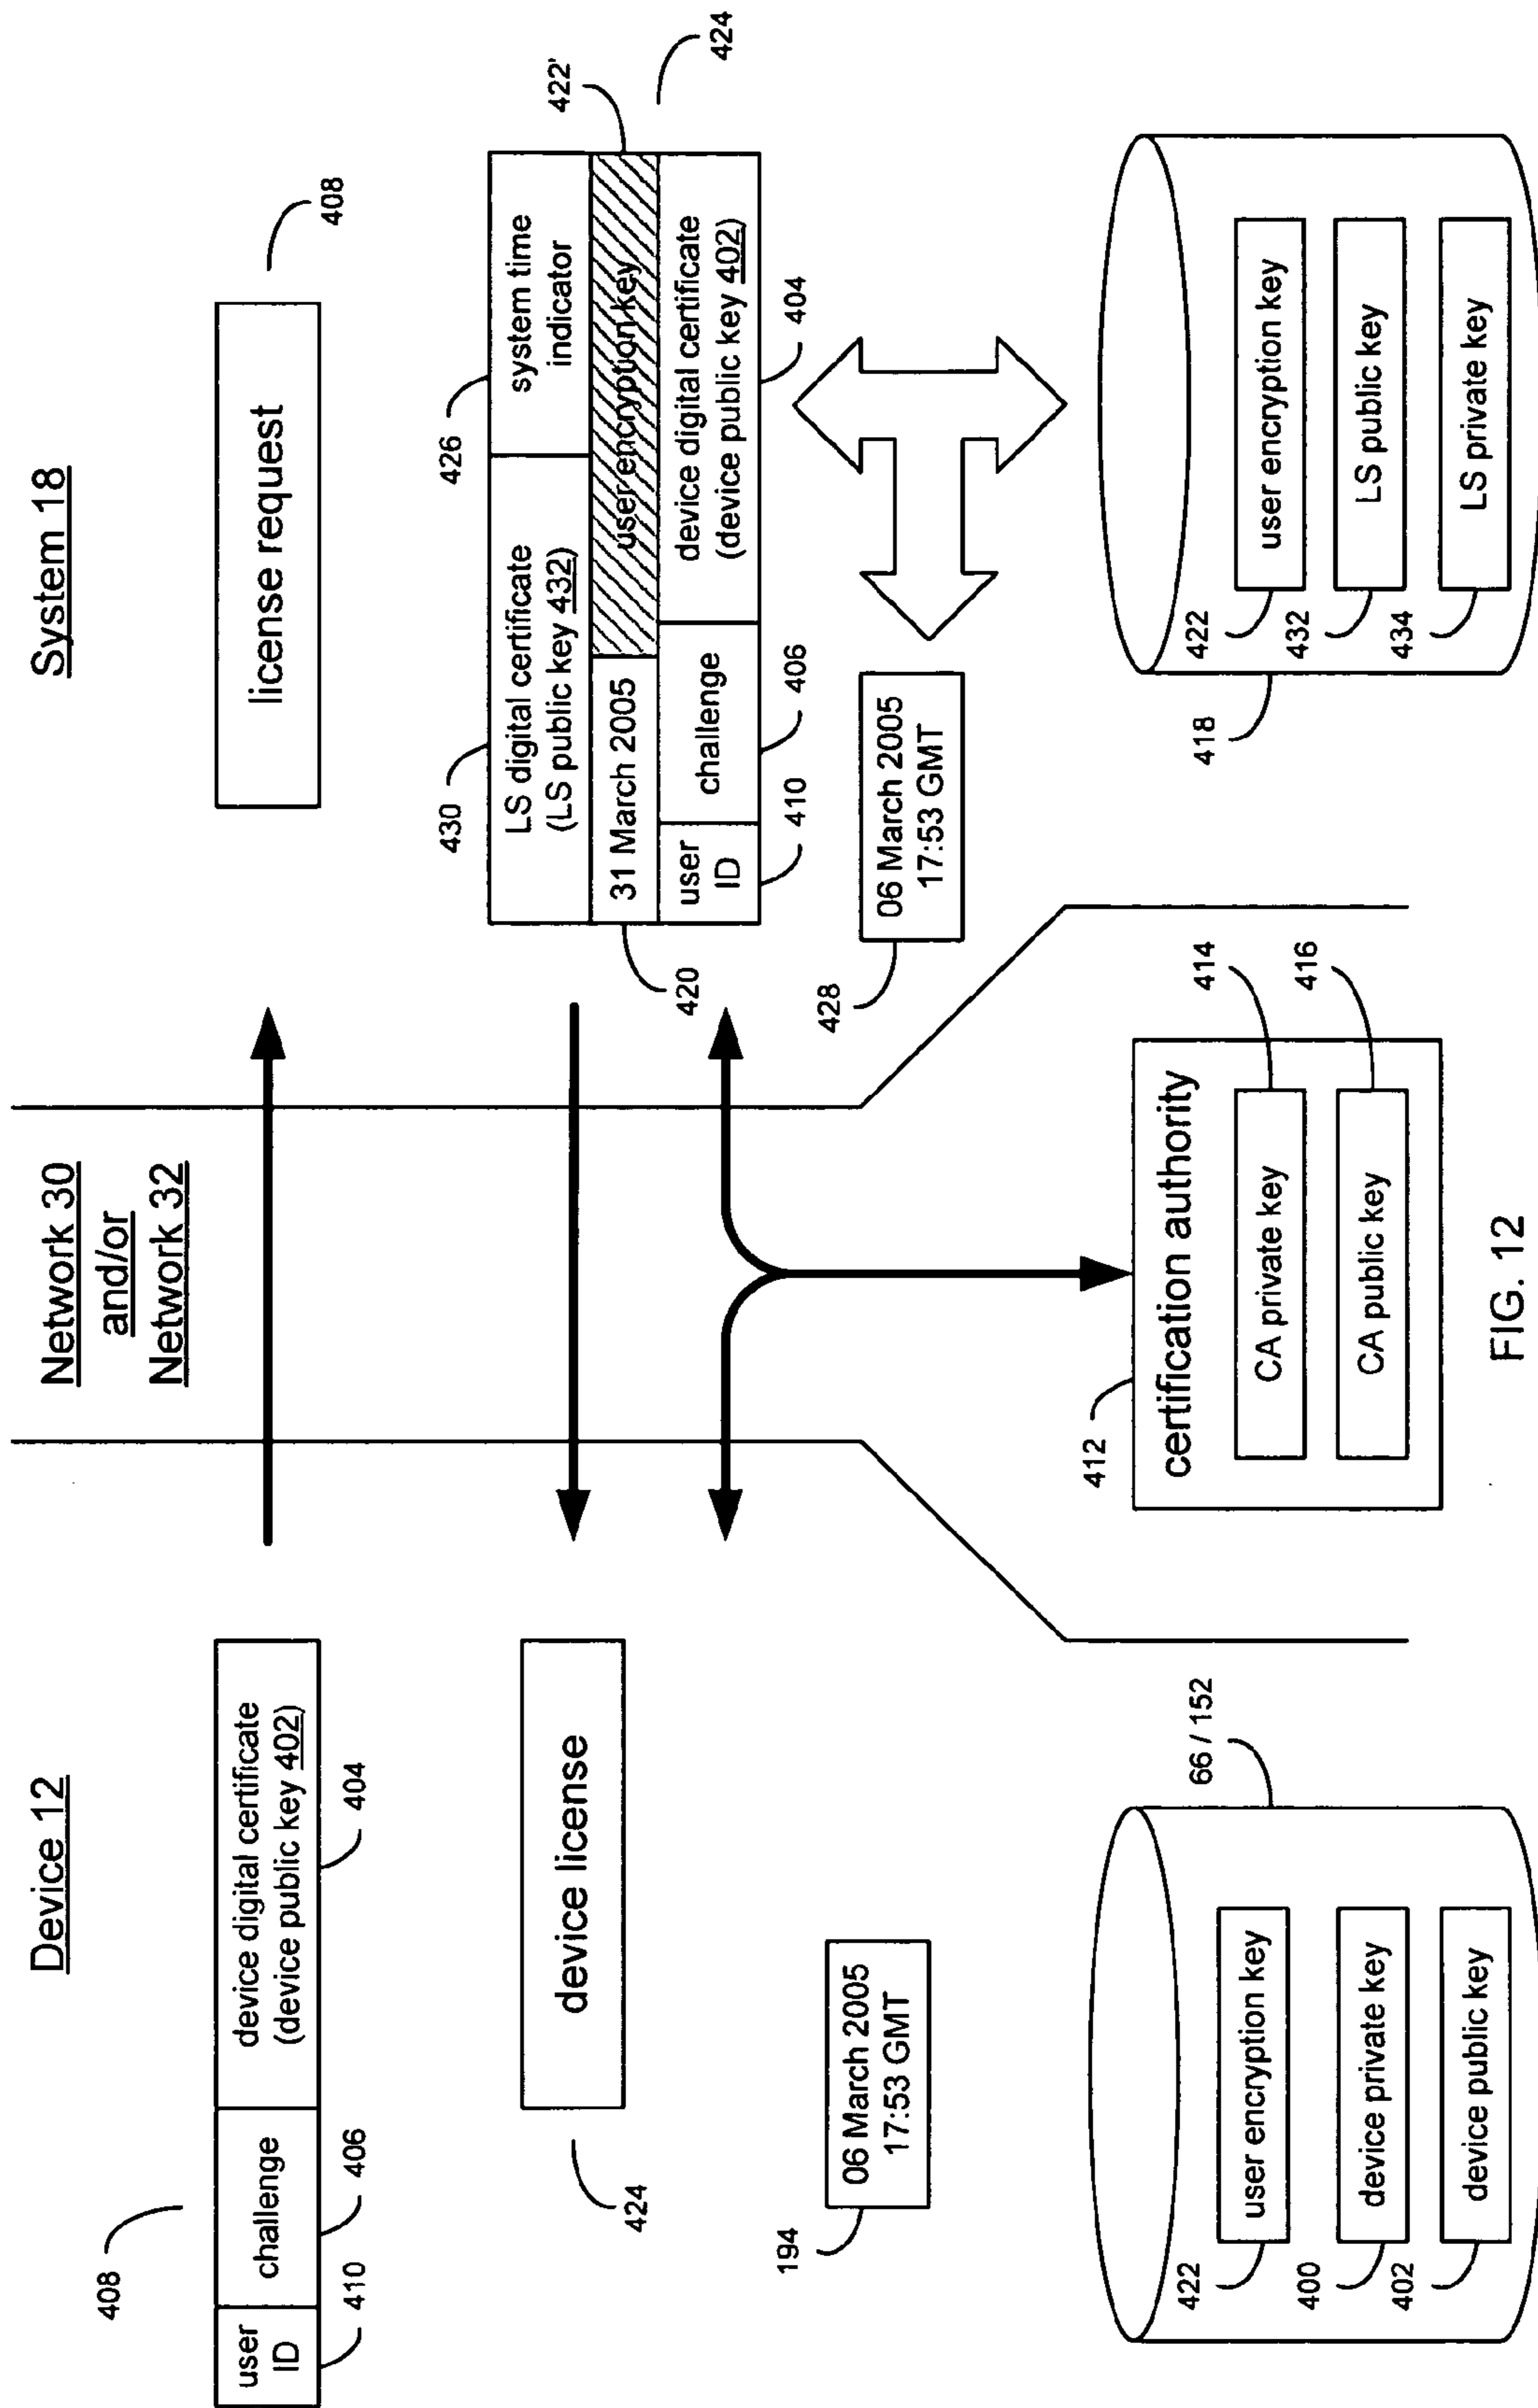 Device 12
Network 30
and/or
Network 32
System 18
408
user
ID
challenge
device digital certificate
(device public key 402)
410
406
404
license request
408
device license
424
430
426
LS digital certificate
(LS public key 432)
system time
indicator
422'
31 March 2005
user encryption key
424
user
ID
challenge
device digital certificate
(device public key 402)
420
410
406
404
194
06 March 2005
17:53 GMT
428
06 March 2005
17:53 GMT
66 / 152
422
user encryption key
400
device private key
402
device public key
412
certification authority
CA private key
414
CA public key
416
418
422
user encryption key
432
LS public key
434
LS private key
FIG. 12